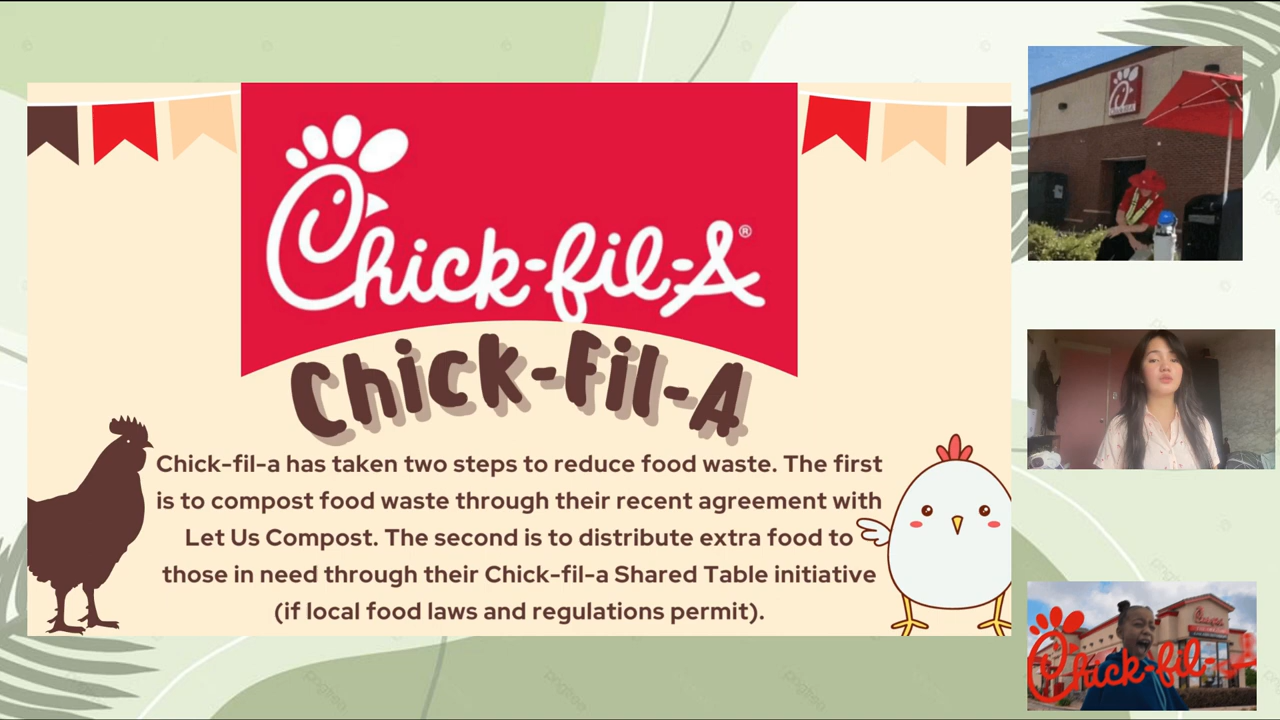 Chick-fil-A®
Chick-Fil-A
Chick-fil-a has taken two steps to reduce food waste. The first
is to compost food waste through their recent agreement with
Let Us Compost. The second is to distribute extra food to
those in need through their Chick-fil-a Shared Table initiative
(if local food laws and regulations permit).
Chick-fil-A